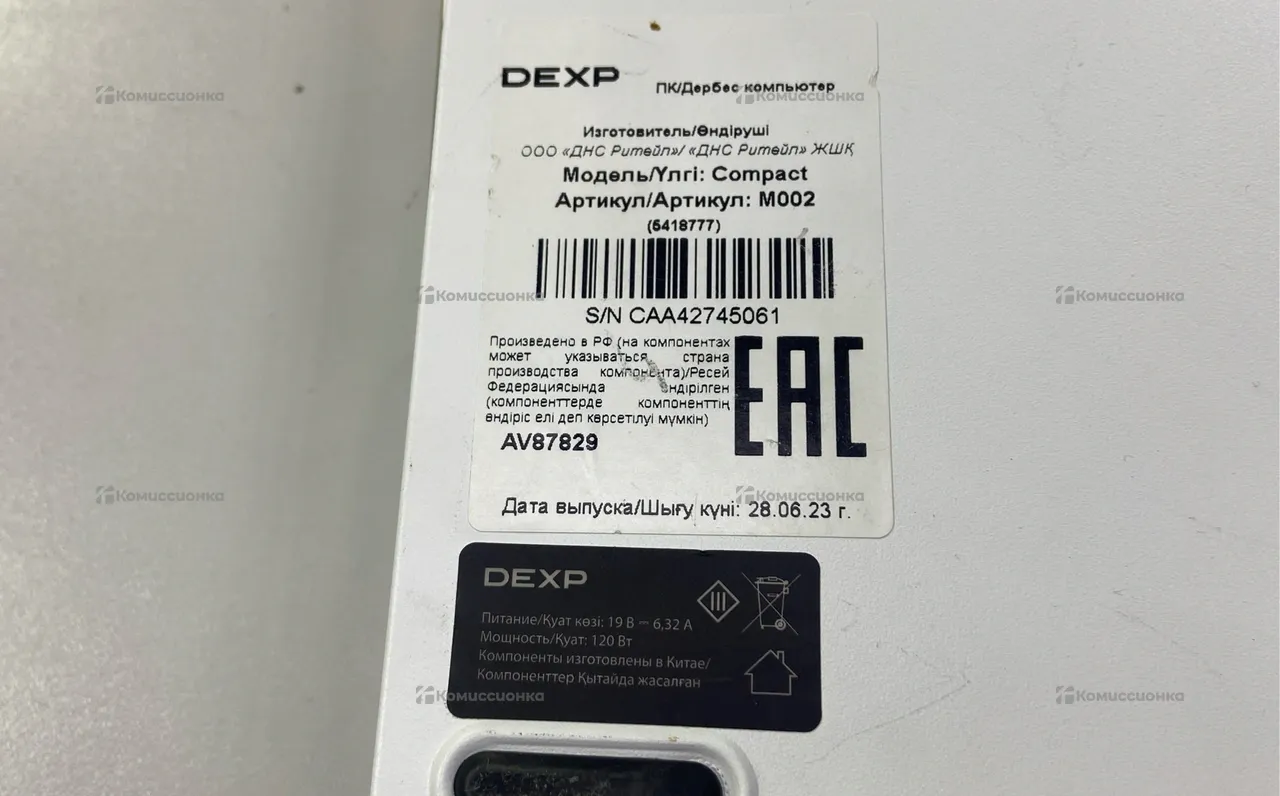 DEXP
ПК/Дербес компьютер
Изготовитель/Өндіруші
ООО «ДНС Ритейл»/ «ДНС Ритейл» ЖШҚ
Модель/Үлгі: Compact
Артикул/Артикул: M002
(5418777)
S/N CAA42745061
Произведено в РФ (на компонентах
может указываться страна
производства компонента)/Ресей
Федерациясында өндірілген
(компоненттерде компоненттің
өндіріс елі деп көрсетілуі мүмкін)
EAC
AV87829
Дата выпуска/Шығу күні: 28.06.23 г.
DEXP
Питание/Қуат көзі: 19 В ⎓ 6,32 А
Мощность/Қуат: 120 Вт
Компоненты изготовлены в Китае/
Компоненттер Қытайда жасалған
III
Комиссионка
Комиссионка
Комиссионка
Комиссионка
Комиссионка
Комиссионка
Комиссионка
Комиссионка